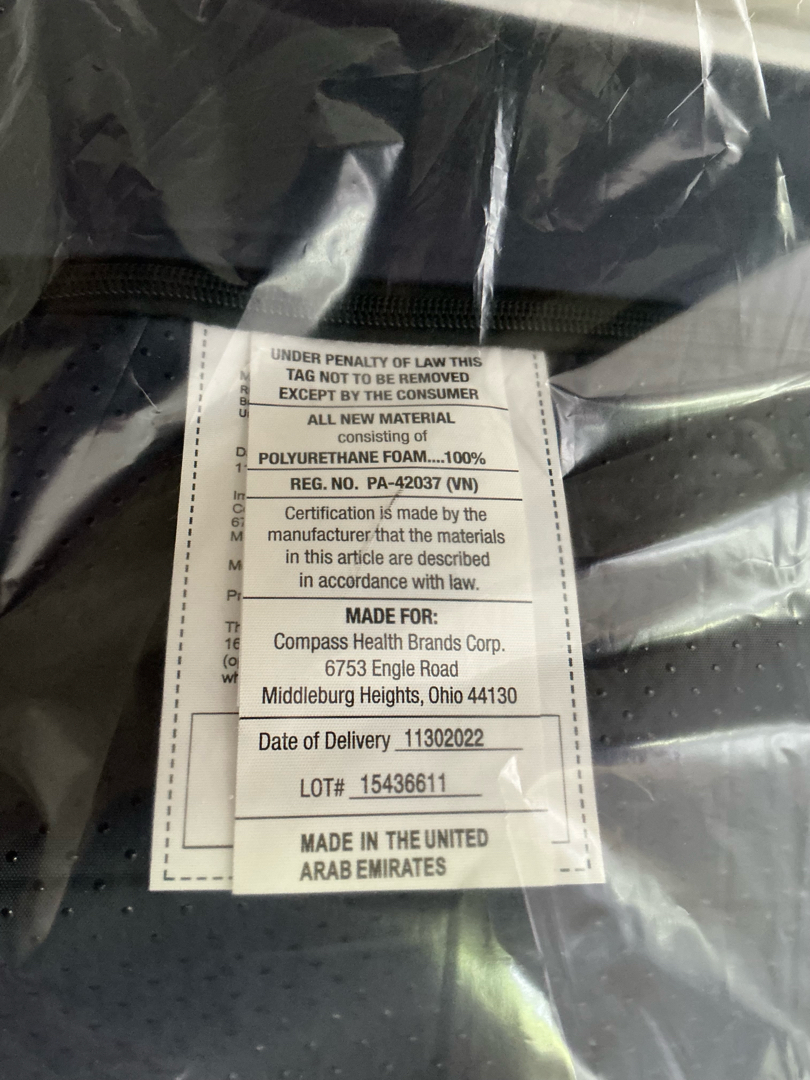 UNDER PENALTY OF LAW THIS
TAG NOT TO BE REMOVED
EXCEPT BY THE CONSUMER
ALL NEW MATERIAL
consisting of
POLYURETHANE FOAM....100%
REG. NO. PA-42037 (VN)
Certification is made by the
manufacturer that the materials
in this article are described
in accordance with law.
MADE FOR:
Compass Health Brands Corp.
6753 Engle Road
Middleburg Heights, Ohio 44130
Date of Delivery 11302022
LOT# 15436611
MADE IN THE UNITED
ARAB EMIRATES